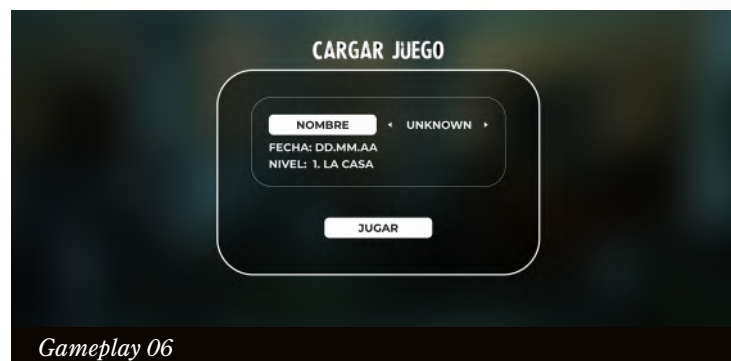 CARGAR JUEGO
NOMBRE UNKNOWN
FECHA: DD.MM.AA
NIVEL: 1. LA CASA
JUGAR
Gameplay 06